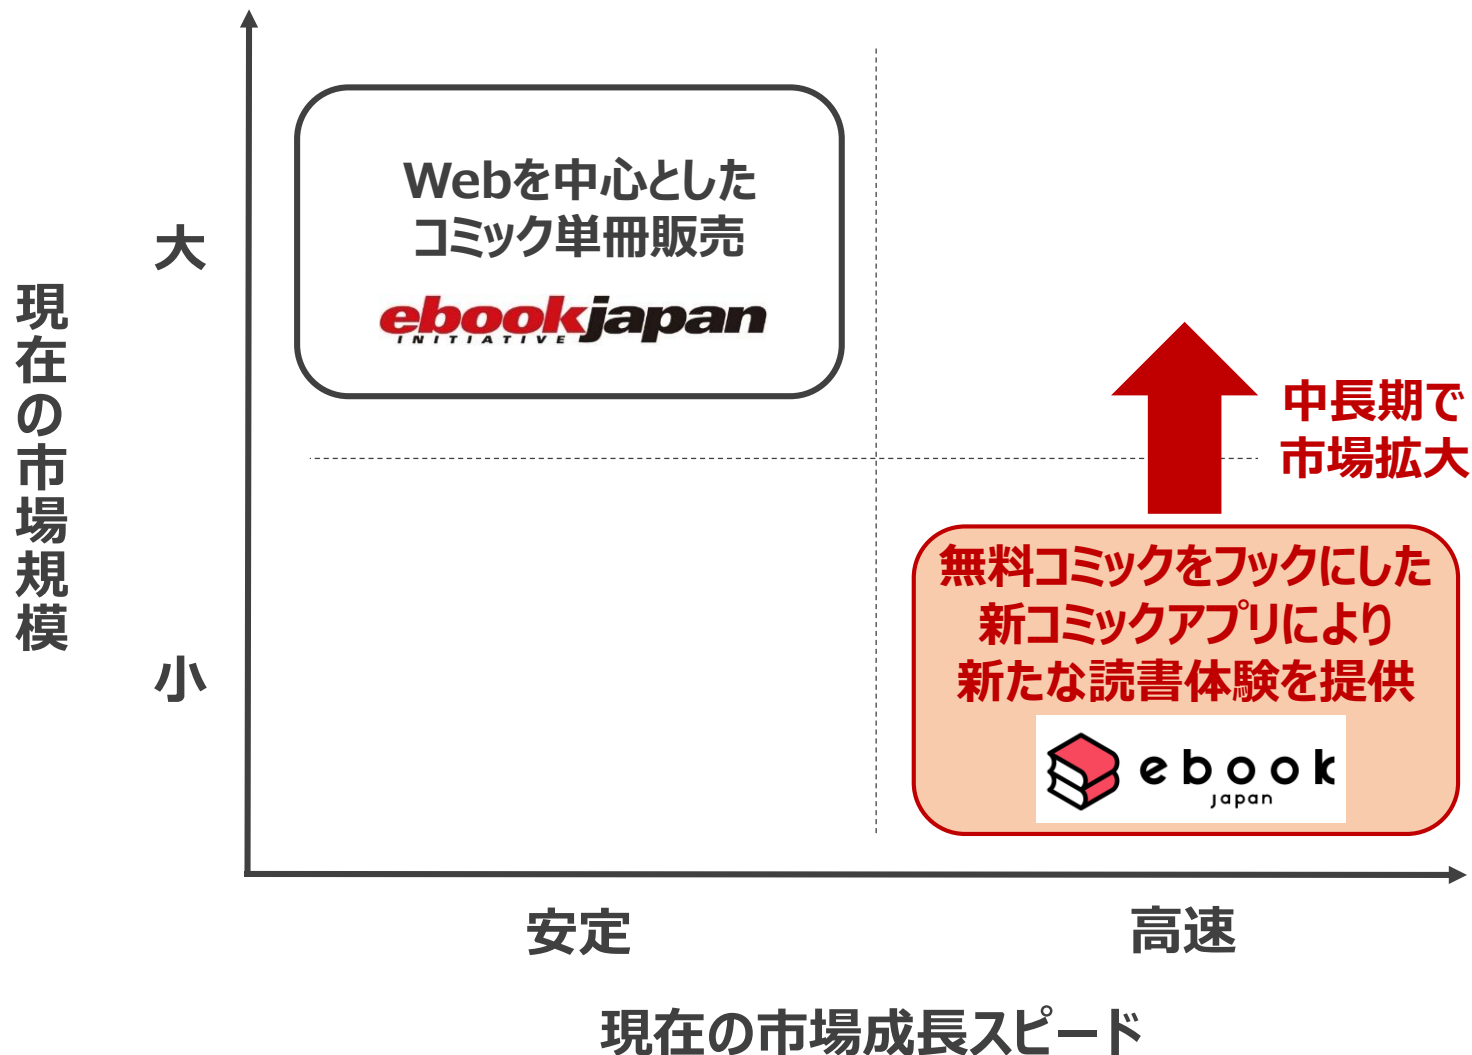 現在の市場規模
大
小
Webを中心とした
コミック単冊販売
ebookjapan
INITIATIVE
中長期で
市場拡大
無料コミックをフックにした
新コミックアプリにより
新たな読書体験を提供
ebook
japan
安定
高速
現在の市場成長スピード